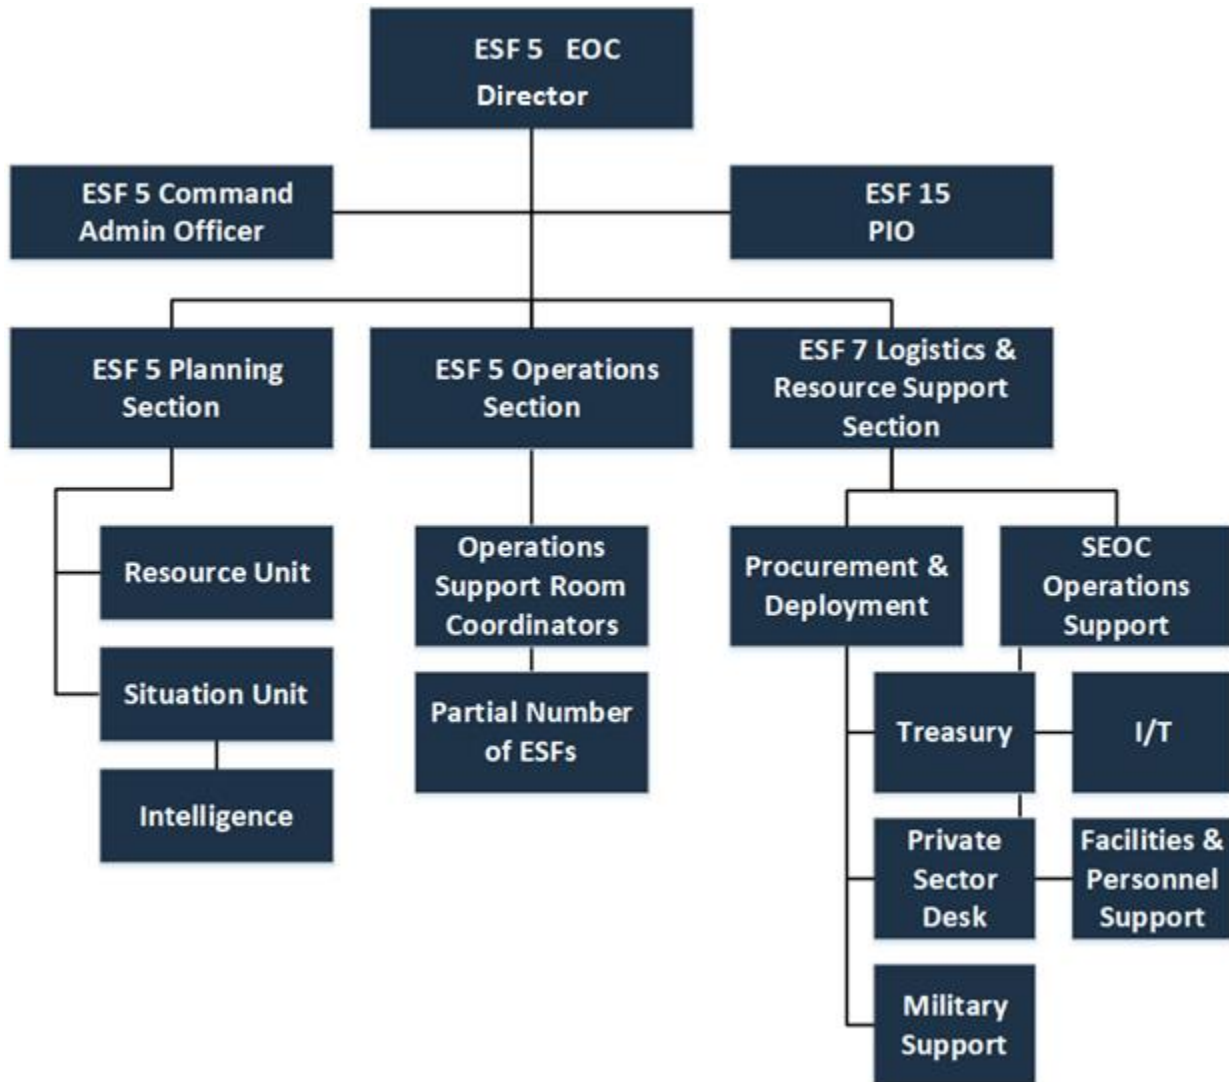 ESF 5 EOC
Director
ESF 5 Command
Admin Officer
ESF 15
PIO
ESF 5 Planning
Section
ESF 5 Operations
Section
ESF 7 Logistics &
Resource Support
Section
Resource Unit
Situation Unit
Intelligence
Operations
Support Room
Coordinators
Partial Number
of ESFs
Procurement &
Deployment
SEOC
Operations
Support
Treasury
Private
Sector
Desk
Military
Support
I/T
Facilities &
Personnel
Support